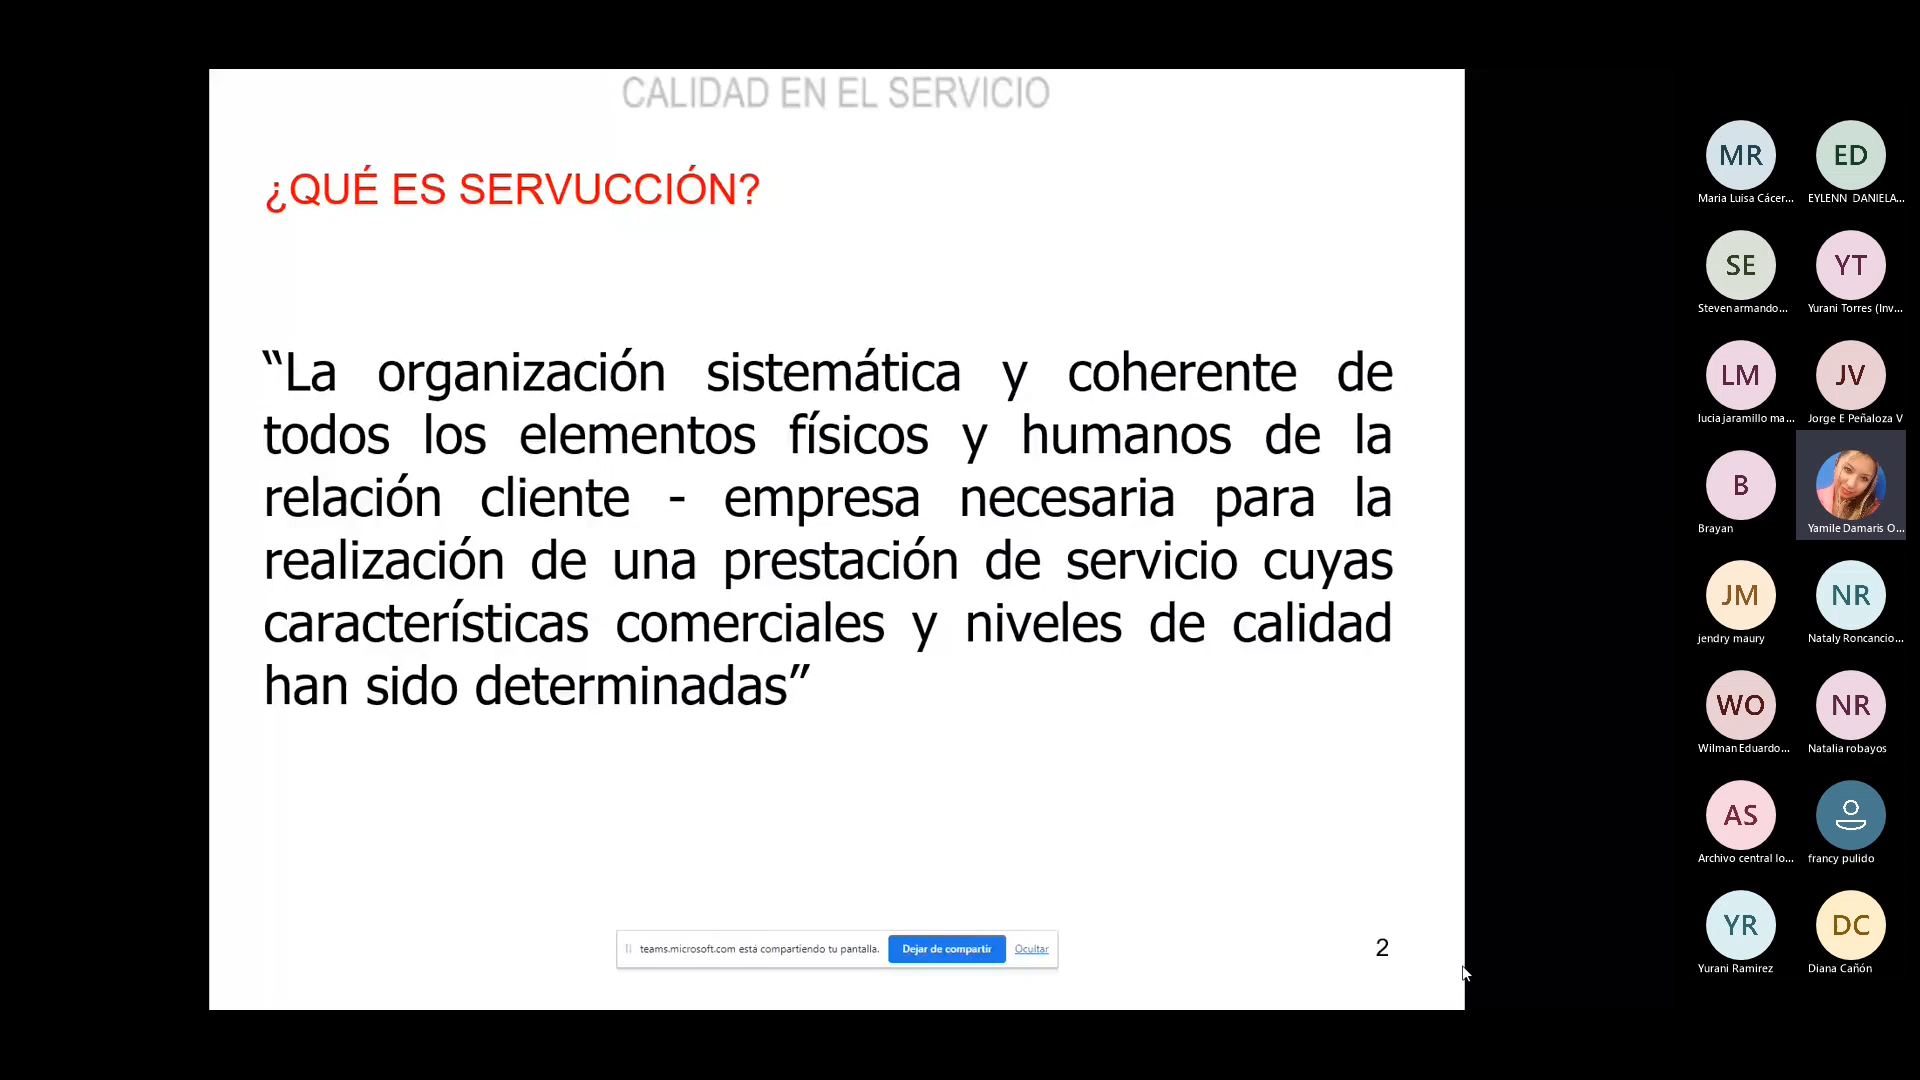 CALIDAD EN EL SERVICIO
¿QUÉ ES SERVUCCIÓN?
“La organización sistemática y coherente de
todos los elementos físicos y humanos de la
relación cliente - empresa necesaria para la
realización de una prestación de servicio cuyas
características comerciales y niveles de calidad
han sido determinadas”
teams.microsoft.com está compartiendo tu pantalla. Dejar de compartir Ocultar
2
MR ED
Maria Luisa Cácer... EYLENN DANIELA...
SE YT
Steven armando... Yurani Torres (Inv...
LM JV
lucia jaramillo ma... Jorge E Peñaloza V
B
Brayan Yamile Damaris O...
JM NR
jendry maury Nataly Roncancio...
WO NR
Wilman Eduardo... Natalia robayos
AS
Archivo central lo... francy pulido
YR DC
Yurani Ramirez Diana Cañón